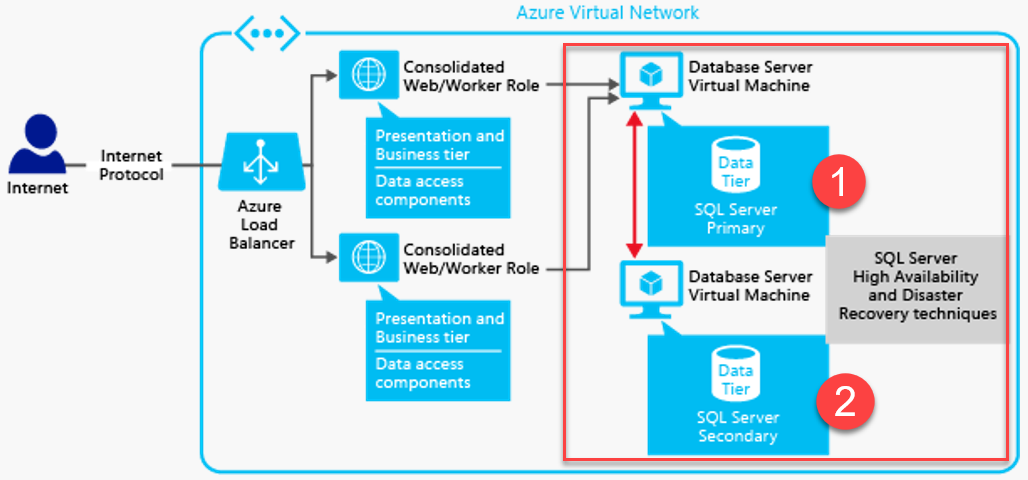 Azure Virtual Network
Internet
Internet
Protocol
Azure
Load
Balancer
Consolidated
Web/Worker Role
Presentation and
Business tier
Data access
components
Consolidated
Web/Worker Role
Presentation and
Business tier
Data access
components
Database Server
Virtual Machine
Data
Tier
SQL Server
Primary
1
Database Server
Virtual Machine
Data
Tier
SQL Server
Secondary
2
SQL Server
High Availability
and Disaster
Recovery techniques